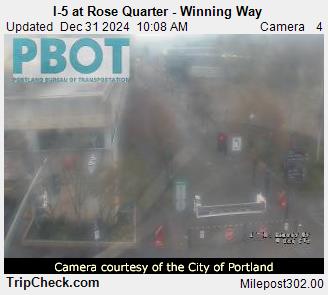 I-5 at Rose Quarter - Winning Way
Updated Dec 31 2024 10:08 AM Camera 4
PBOT
PORTLAND BUREAU OF TRANSPORTATION
Camera courtesy of the City of Portland
TripCheck.com Milepost302.00